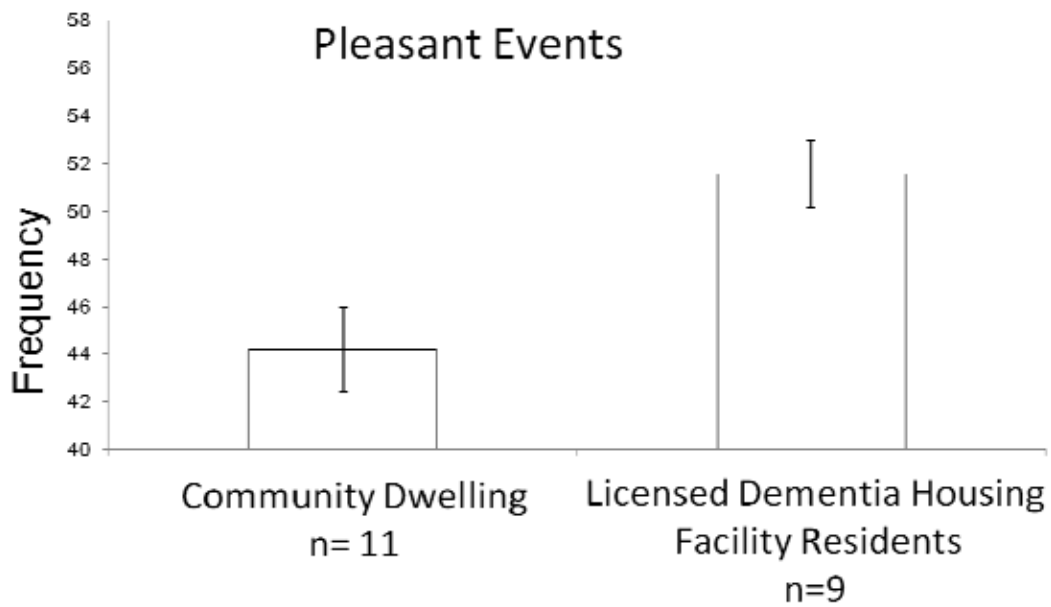 Pleasant Events
Frequency
58
56
54
52
50
48
46
44
42
40
Community Dwelling
n= 11
Licensed Dementia Housing
Facility Residents
n=9